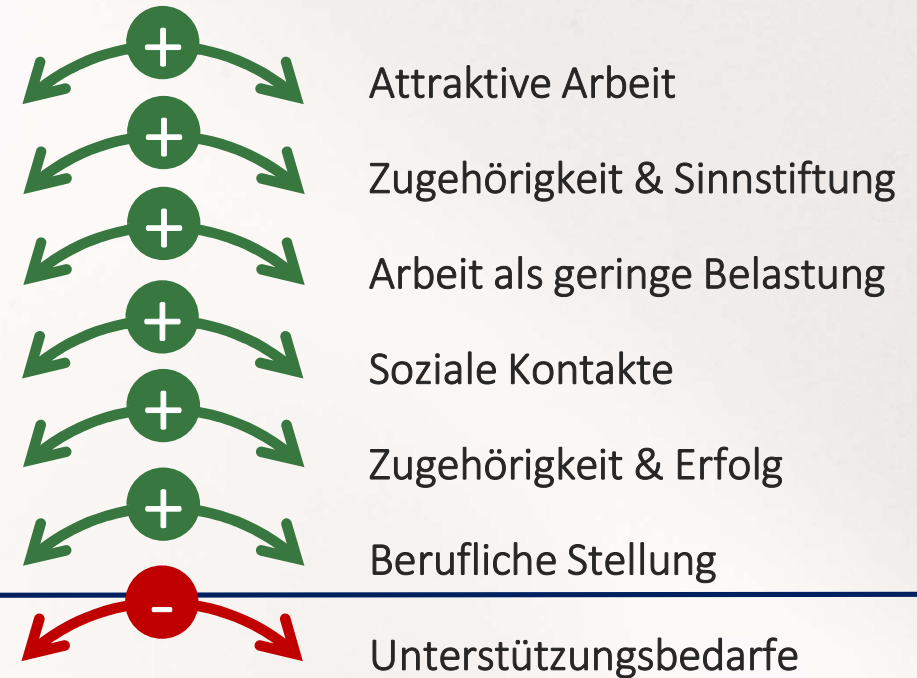 +
Attraktive Arbeit
+
Zugehörigkeit & Sinnstiftung
+
Arbeit als geringe Belastung
+
Soziale Kontakte
+
Zugehörigkeit & Erfolg
+
Berufliche Stellung
-
Unterstützungsbedarfe